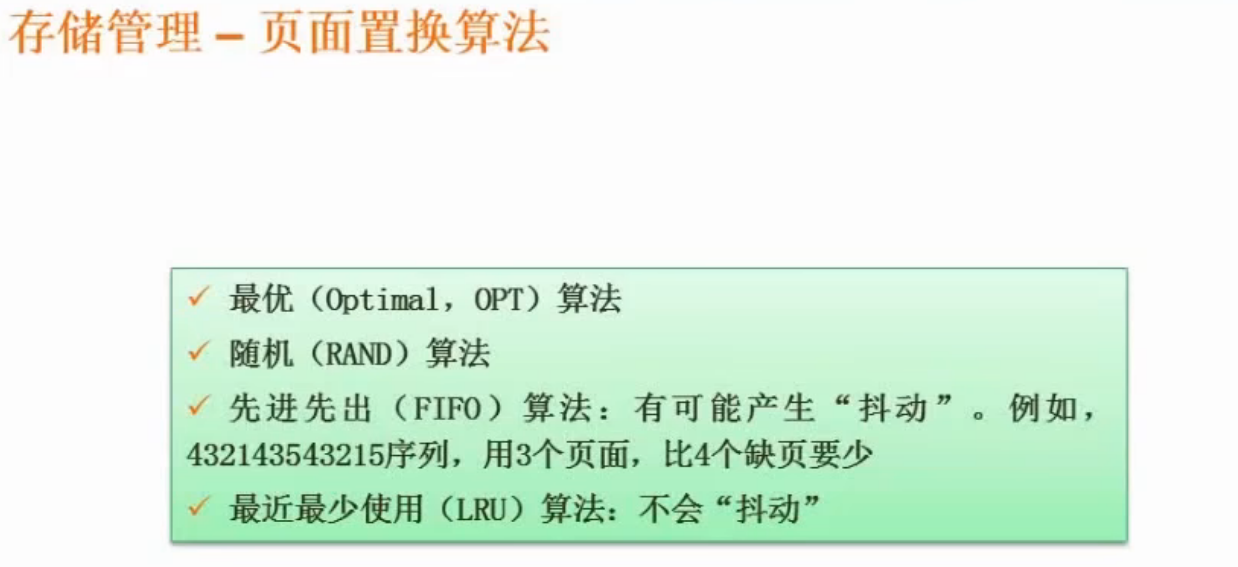 存储管理 – 页面置换算法
✓ 最优（Optimal，OPT）算法
✓ 随机（RAND）算法
✓ 先进先出（FIFO）算法：有可能产生“抖动”。例如，
432143543215序列，用3个页面，比4个缺页要少
✓ 最近最少使用（LRU）算法：不会“抖动”